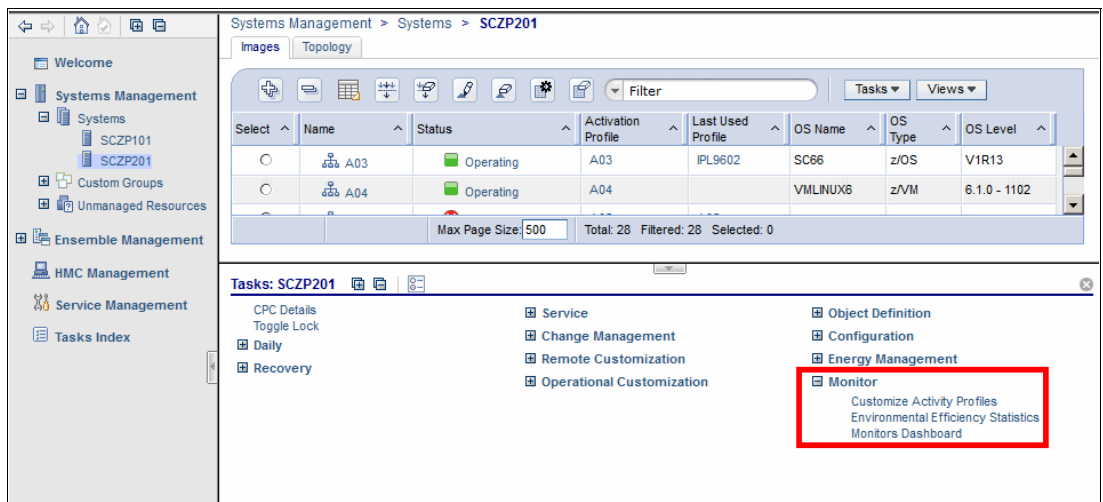 Systems Management > Systems > SCZP201
Images Topology
Welcome
Systems Management
Systems
SCZP101
SCZP201
Custom Groups
Unmanaged Resources
Ensemble Management
HMC Management
Service Management
Tasks Index
Filter Tasks Views
Select Name Status Activation Profile Last Used Profile OS Name OS Type OS Level
A03 Operating A03 IPL9602 SC66 z/OS V1R13
A04 Operating A04 VMLINUX6 z/VM 6.1.0 - 1102
Max Page Size: 500 Total: 28 Filtered: 28 Selected: 0
Tasks: SCZP201
CPC Details
Toggle Lock
Daily
Recovery
Service
Change Management
Remote Customization
Operational Customization
Object Definition
Configuration
Energy Management
Monitor
Customize Activity Profiles
Environmental Efficiency Statistics
Monitors Dashboard